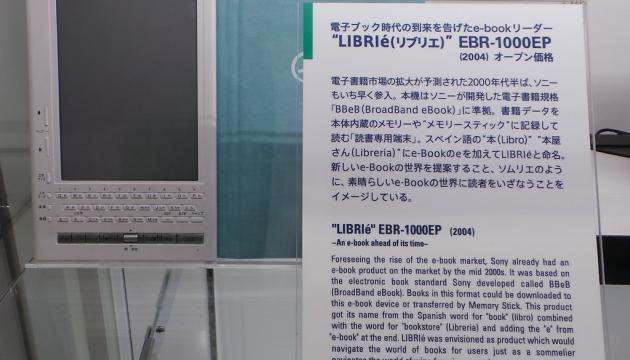 電子ブック時代の到来を告げたe-bookリーダー
“LIBRIé(リブリエ)” EBR-1000EP
(2004) オープン価格
電子書籍市場の拡大が予測された2000年代半ば、ソニー
もいち早く参入。本機はソニーが開発した電子書籍規格
「BBeB(BroadBand eBook)」に準拠。書籍データを
本体内蔵のメモリーや“メモリースティック”に記録して
読む「読書専用端末」。スペイン語の“本(Libro)”“本屋
さん(Libreria)”にe-Bookのeを加えてLIBRIéと命名。
新しいe-Bookの世界を提案すること、ソムリエのよう
に、素晴らしいe-Bookの世界に読者をいざなうことを
イメージしている。
"LIBRIé" EBR-1000EP (2004)
–An e-book ahead of its time–
Foreseeing the rise of the e-book market, Sony already had an
e-book product on the market by the mid 2000s. It was based on
the electronic book standard Sony developed called BBeB
(BroadBand eBook). Books in this format could be downloaded to
this e-book device or transferred by Memory Stick. This product
got its name from the Spanish word for "book" (libro) combined
with the word for "bookstore" (Libreria) and adding the "e" from
"e-book" at the end. LIBRIé was envisioned as product which would
navigate the world of books for users just as a sommelier